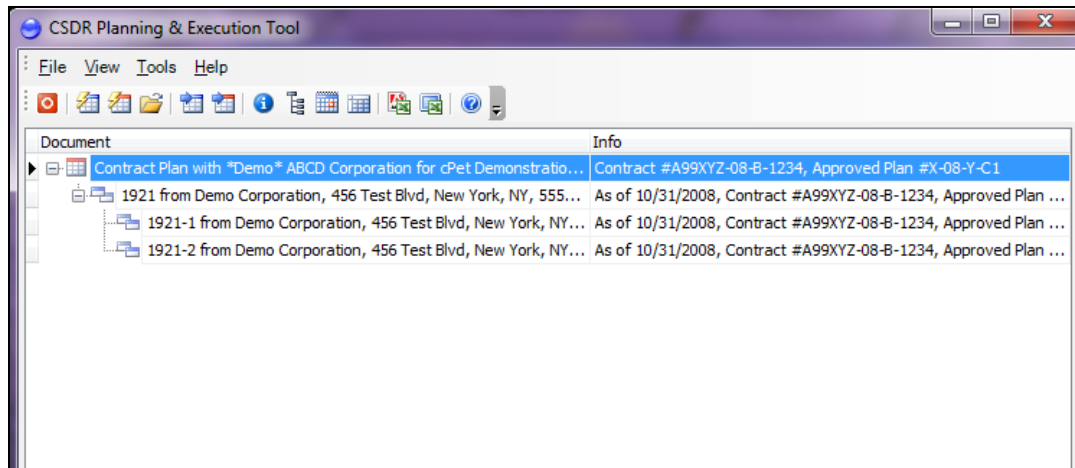 CSDR Planning & Execution Tool
File View Tools Help
Document Info
Contract Plan with *Demo* ABCD Corporation for cPet Demonstratio... Contract #A99XYZ-08-B-1234, Approved Plan #X-08-Y-C1
1921 from Demo Corporation, 456 Test Blvd, New York, NY, 555... As of 10/31/2008, Contract #A99XYZ-08-B-1234, Approved Plan ...
1921-1 from Demo Corporation, 456 Test Blvd, New York, NY... As of 10/31/2008, Contract #A99XYZ-08-B-1234, Approved Plan ...
1921-2 from Demo Corporation, 456 Test Blvd, New York, NY... As of 10/31/2008, Contract #A99XYZ-08-B-1234, Approved Plan ...